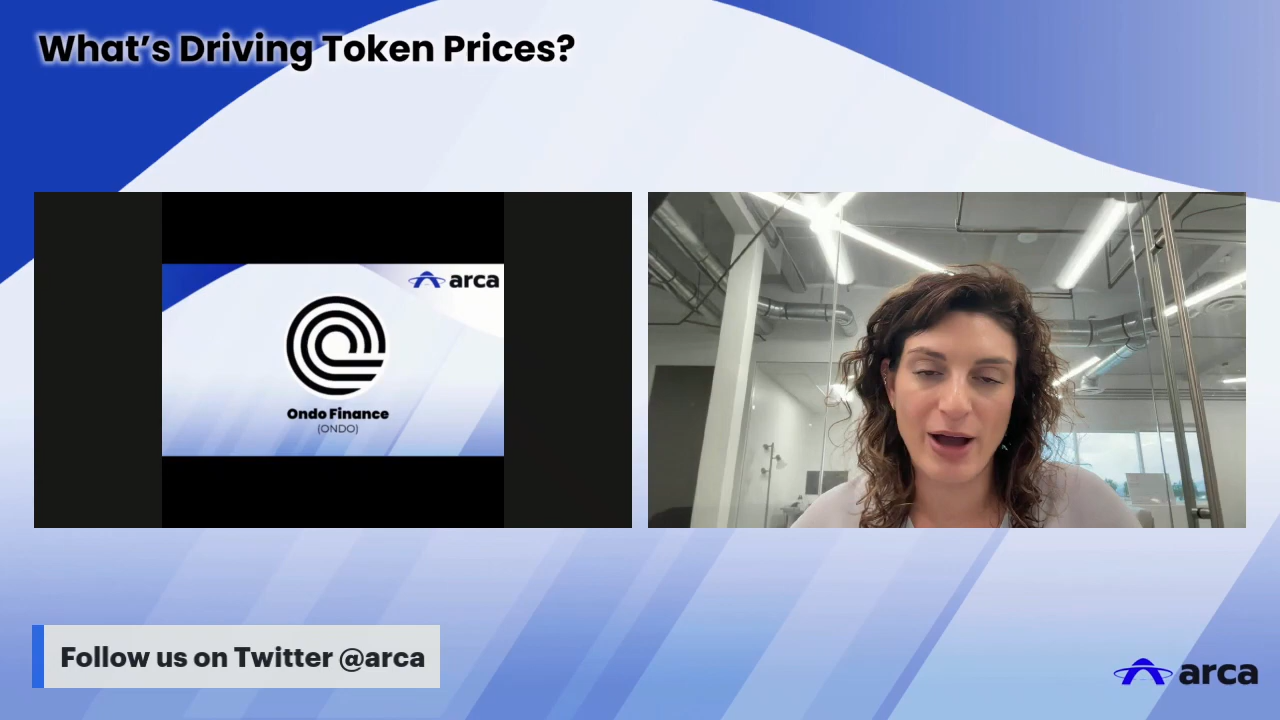 What's Driving Token Prices?
arca
Ondo Finance
(ONDO)
Follow us on Twitter @arca
arca